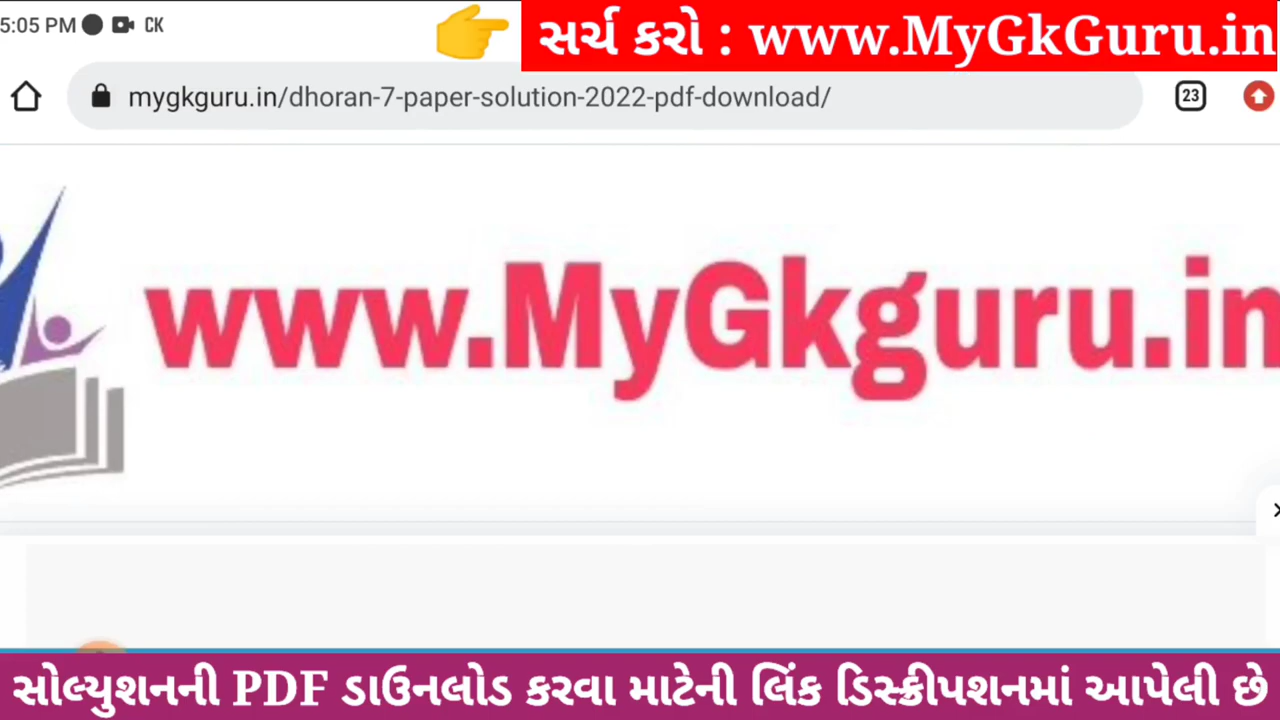 5:05 PM CK
સર્ચ કરો : www.MyGkGuru.in
mygkguru.in/dhoran-7-paper-solution-2022-pdf-download/
23
www.MyGkguru.in
સોલ્યુશનની PDF ડાઉનલોડ કરવા માટેની લિંક ડિસ્ક્રીપશનમાં આપેલી છે